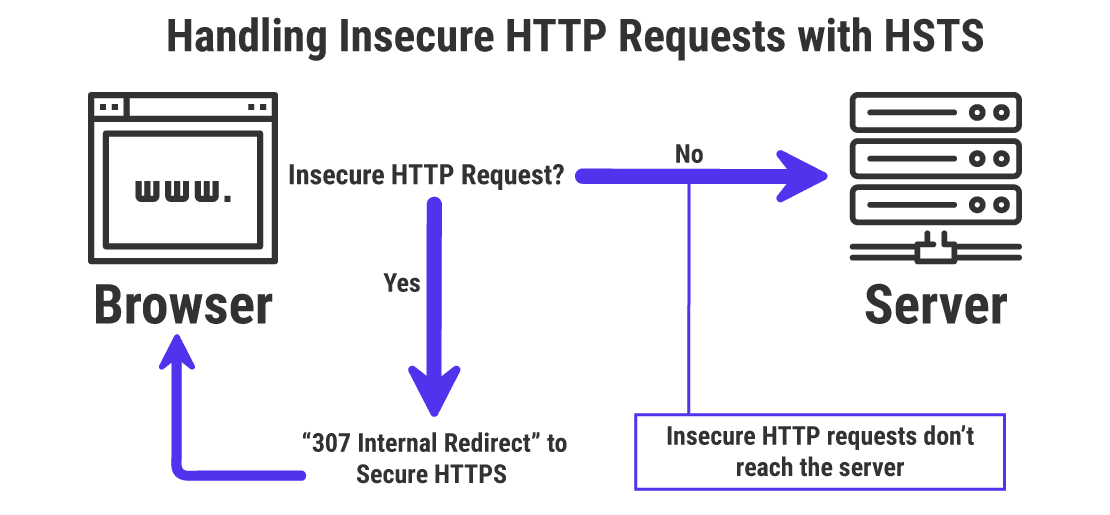 Handling Insecure HTTP Requests with HSTS
www.
Insecure HTTP Request?
No
Yes
Browser
Server
“307 Internal Redirect” to
Secure HTTPS
Insecure HTTP requests don’t
reach the server